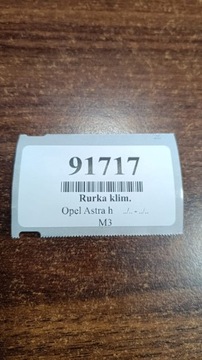 91717
Rurka klim.
Opel Astra h
M3